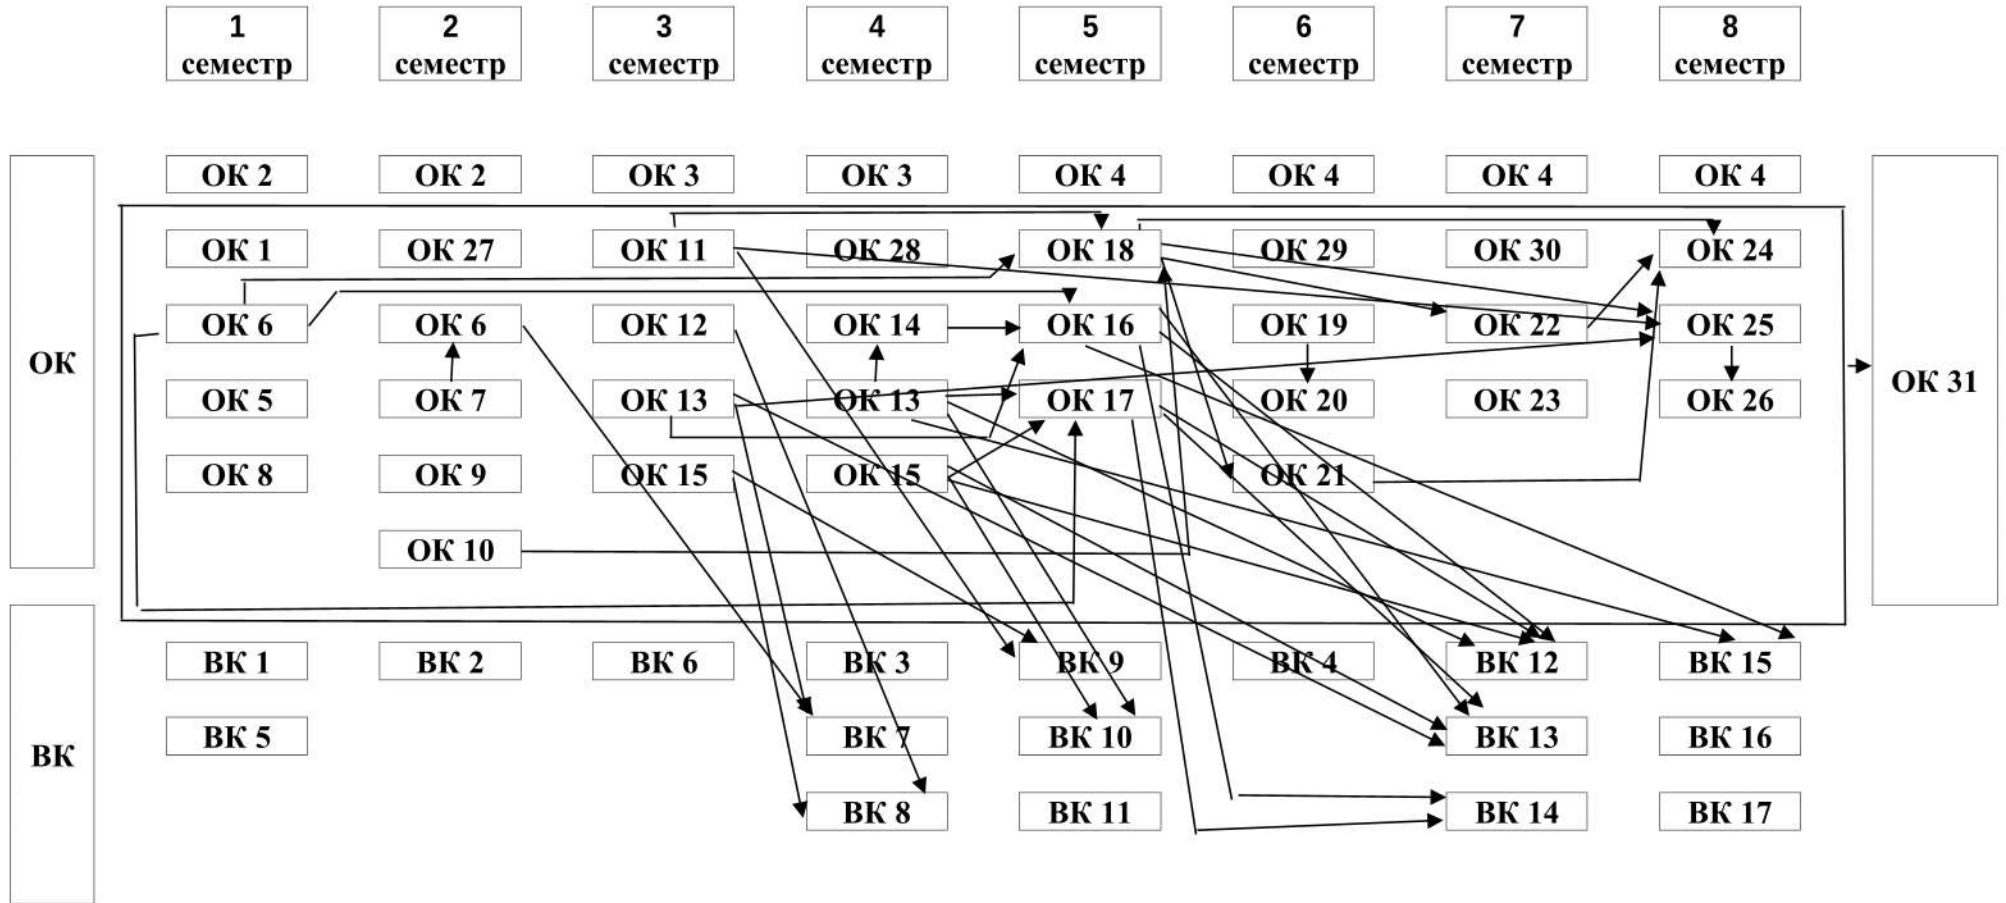 1 семестр
2 семестр
3 семестр
4 семестр
5 семестр
6 семестр
7 семестр
8 семестр
ОК
ОК 2
ОК 2
ОК 3
ОК 3
ОК 4
ОК 4
ОК 4
ОК 4
ОК 1
ОК 27
ОК 11
ОК 28
ОК 18
ОК 29
ОК 30
ОК 24
ОК 6
ОК 6
ОК 12
ОК 14
ОК 16
ОК 19
ОК 22
ОК 25
ОК 5
ОК 7
ОК 13
ОК 13
ОК 17
ОК 20
ОК 23
ОК 26
ОК 31
ОК 8
ОК 9
ОК 15
ОК 15
ОК 21
ОК 10
ВК
ВК 1
ВК 2
ВК 6
ВК 3
ВК 9
ВК 4
ВК 12
ВК 15
ВК 5
ВК 7
ВК 10
ВК 13
ВК 16
ВК 8
ВК 11
ВК 14
ВК 17